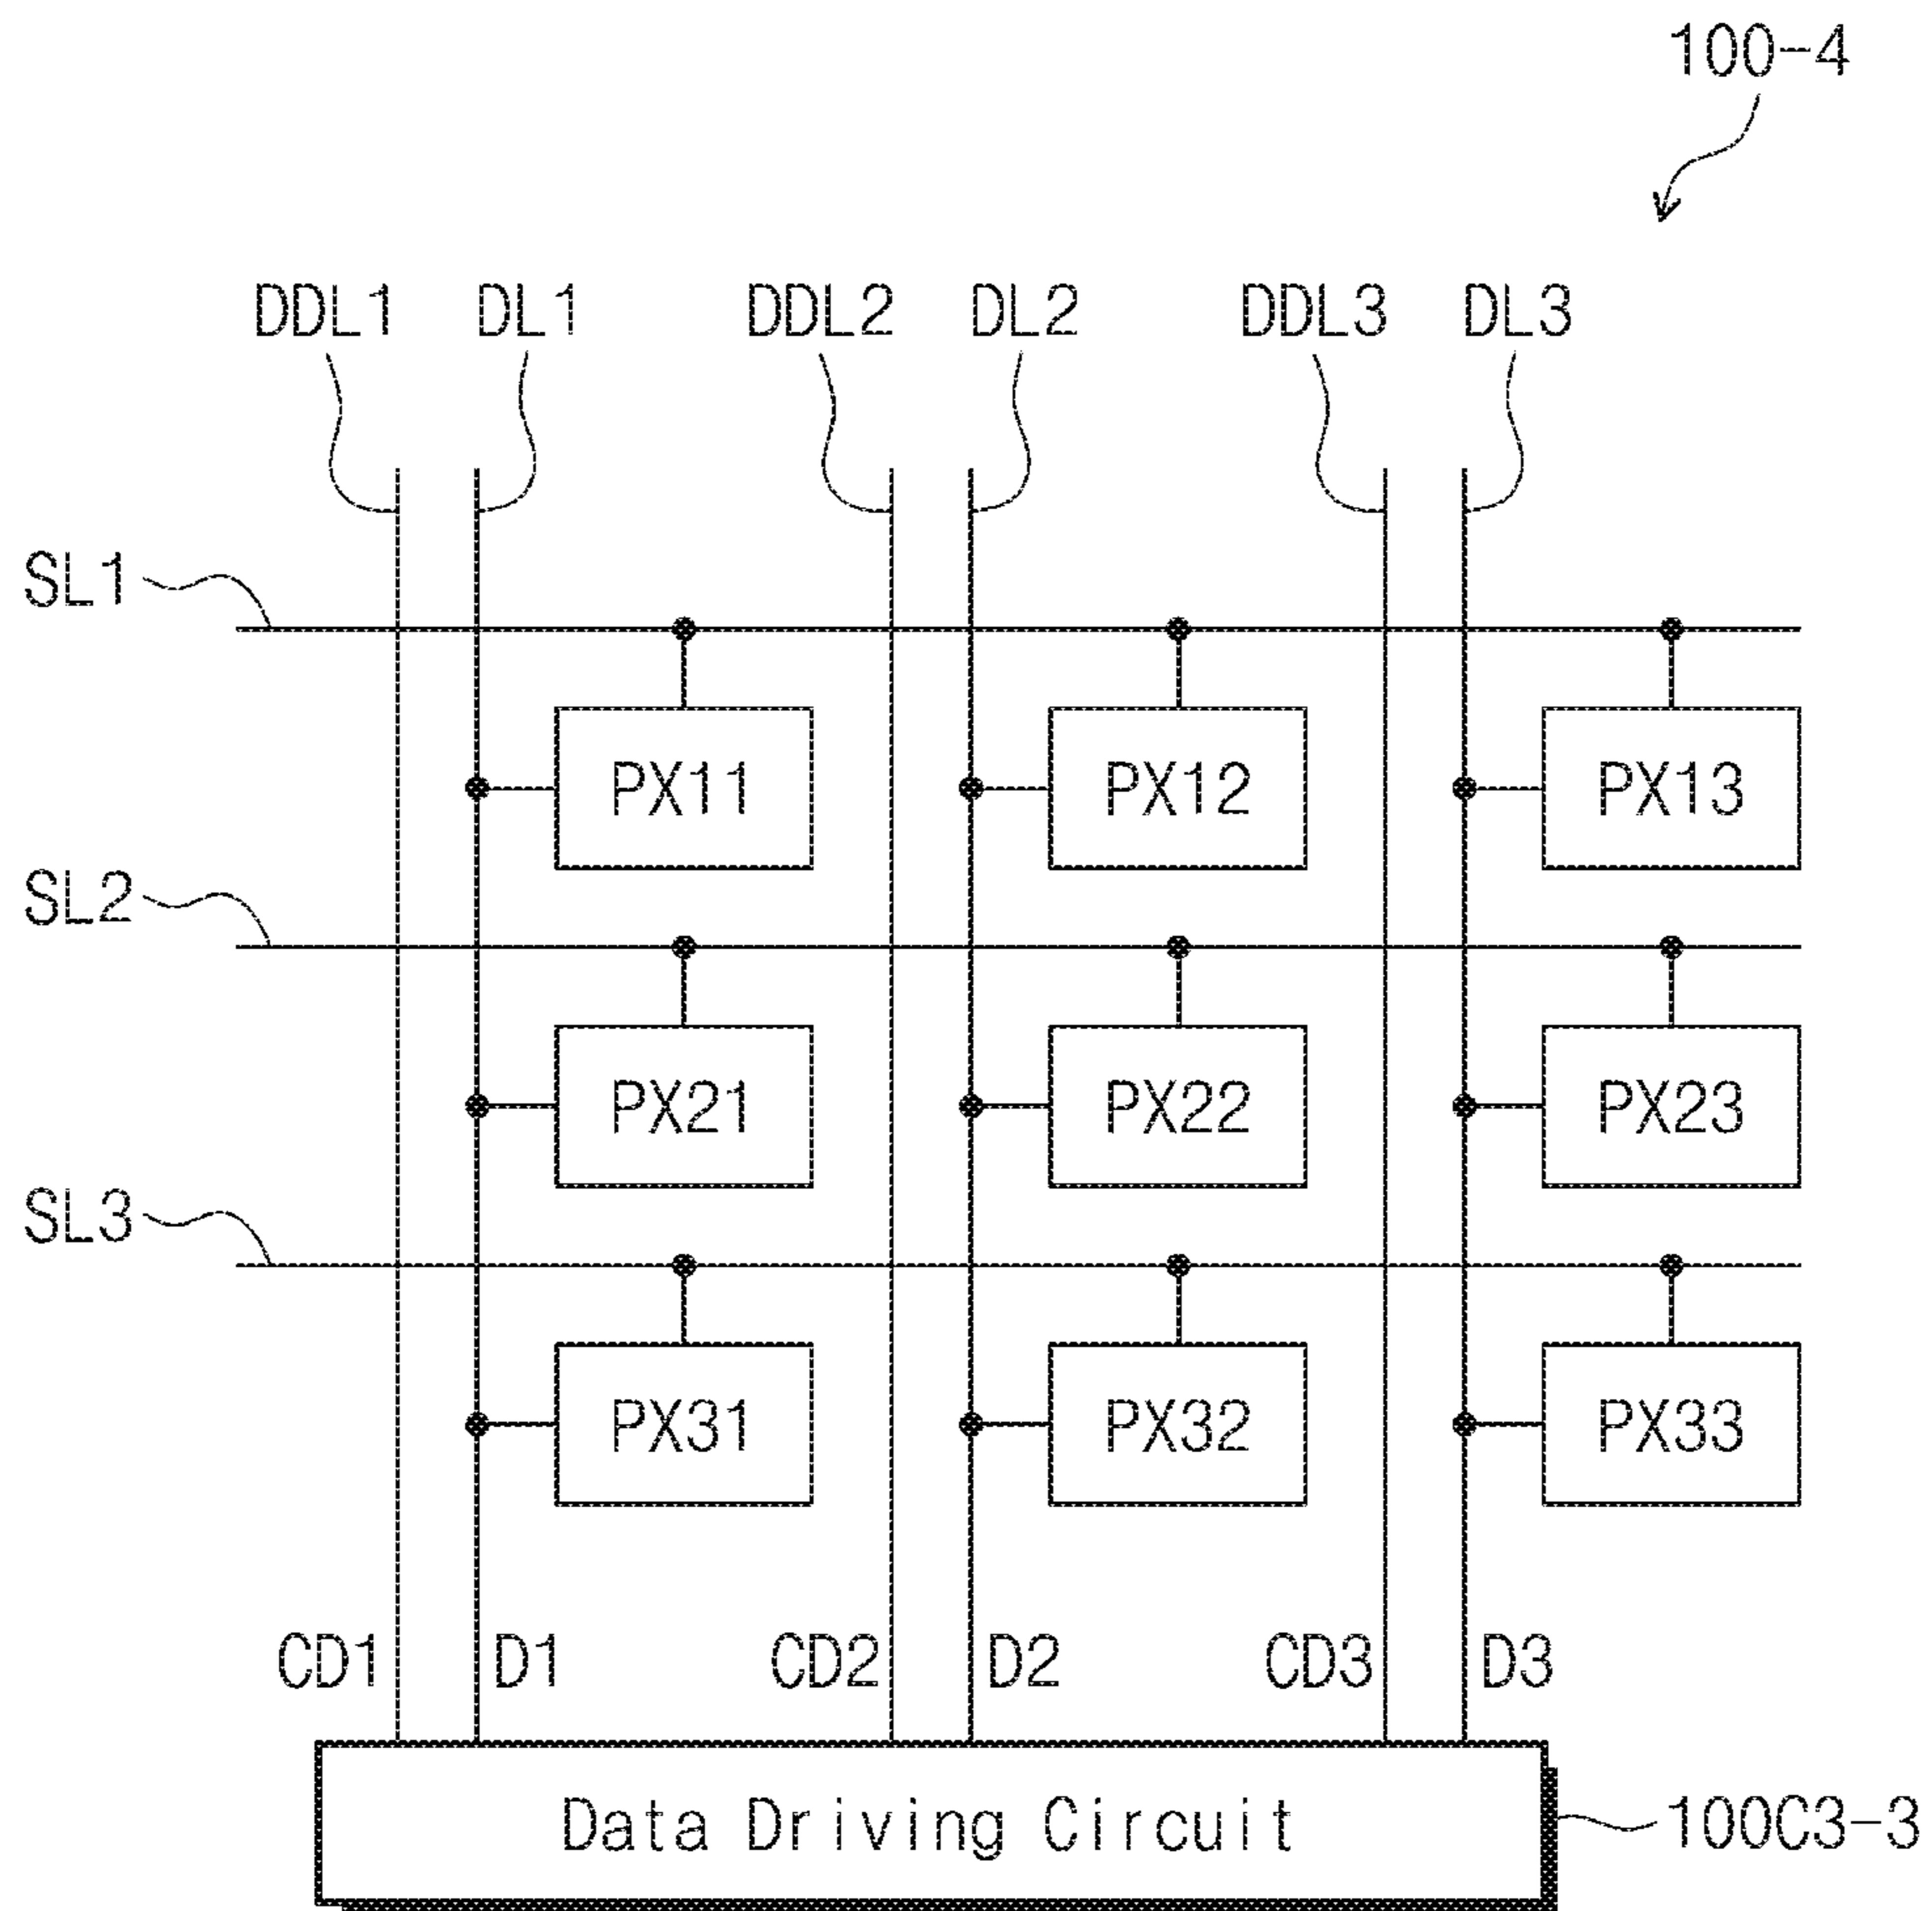 100-4
DDL1 DL1 DDL2 DL2 DDL3 DL3
SL1
PX11 PX12 PX13
SL2
PX21 PX22 PX23
SL3
PX31 PX32 PX33
CD1 D1 CD2 D2 CD3 D3
Data Driving Circuit
100C3-3